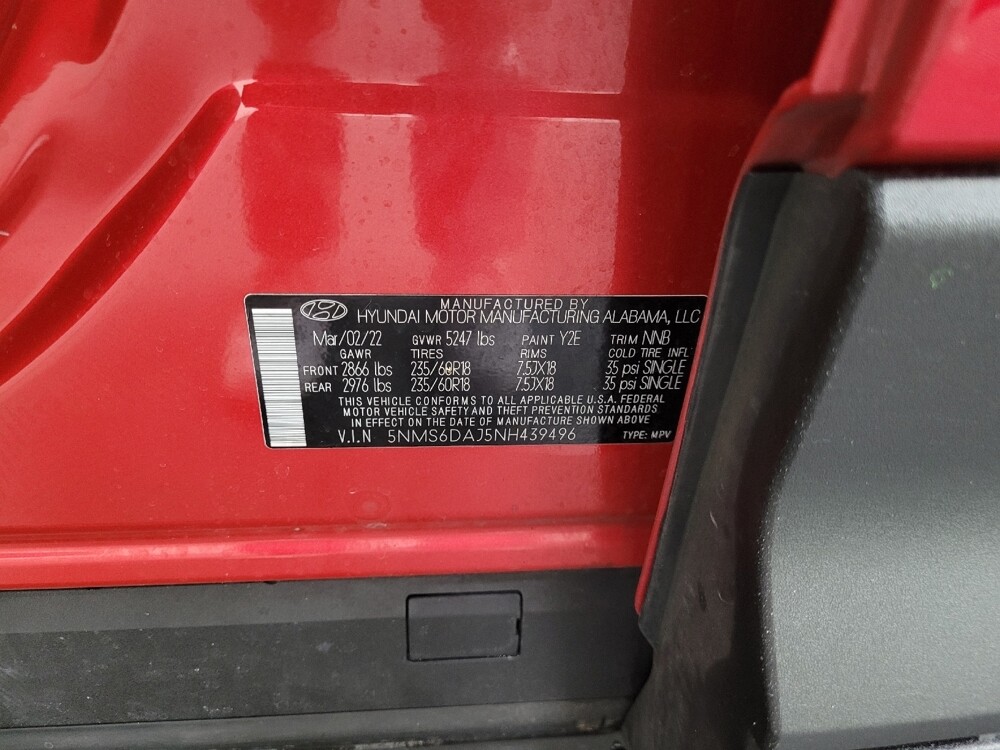 MANUFACTURED BY
HYUNDAI MOTOR MANUFACTURING ALABAMA, LLC
Mar/02/22 GVWR 5247 lbs PAINT Y2E TRIM NNB
GAWR TIRES RIMS COLD TIRE INFL
FRONT 2866 lbs 235/60R18 7.5JX18 35 psi SINGLE
REAR 2976 lbs 235/60R18 7.5JX18 35 psi SINGLE
THIS VEHICLE CONFORMS TO ALL APPLICABLE U.S.A. FEDERAL
MOTOR VEHICLE SAFETY AND THEFT PREVENTION STANDARDS
IN EFFECT ON THE DATE OF MANUFACTURE SHOWN ABOVE
V.I.N 5NMS6DAJ5NH439496 TYPE: MPV